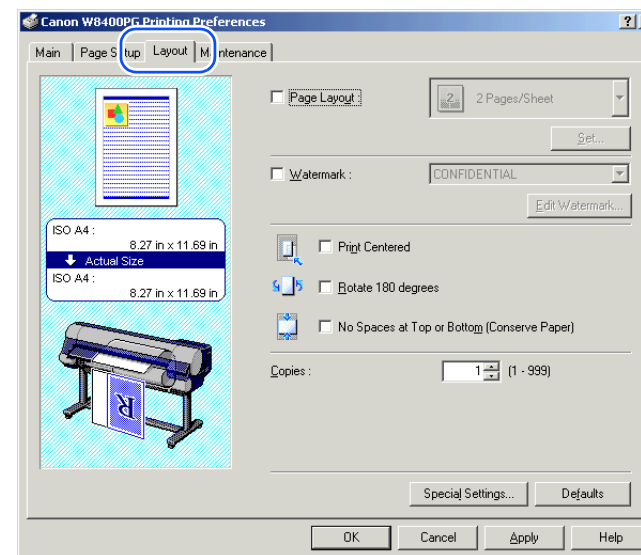 Canon W8400PG Printing Preferences
Main Page Setup Layout Maintenance
Page Layout : 2 2 Pages/Sheet
Set...
Watermark : CONFIDENTIAL
Edit Watermark...
ISO A4 :
8.27 in x 11.69 in
Actual Size
ISO A4 :
8.27 in x 11.69 in
Print Centered
Rotate 180 degrees
No Spaces at Top or Bottom (Conserve Paper)
Copies : 1 (1 - 999)
R
Special Settings... Defaults
OK Cancel Apply Help